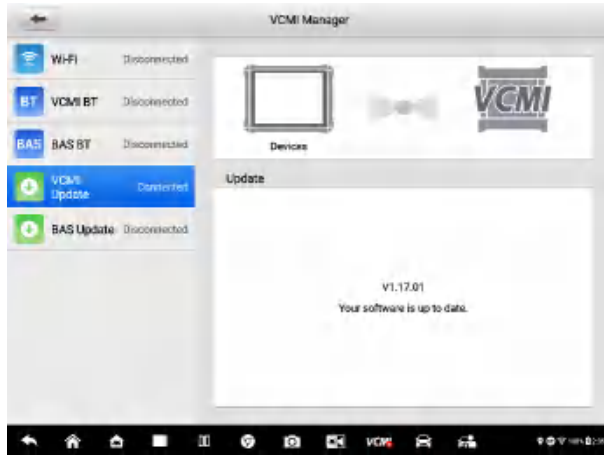 VCMI Manager
Wi-Fi Disconnected
BT VCMI BT Disconnected
BAS BAS BT Disconnected
VCMI Update Connected
BAS Update Disconnected
VCMI
Devices
Update
V1.17.01
Your software is up to date.
VCMI